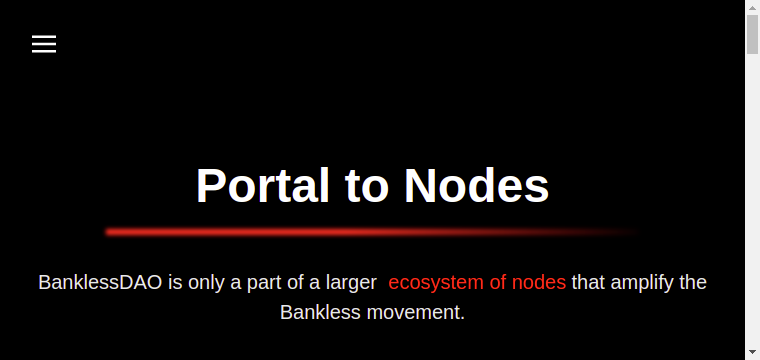 Portal to Nodes
BanklessDAO is only a part of a larger ecosystem of nodes that amplify the
Bankless movement.